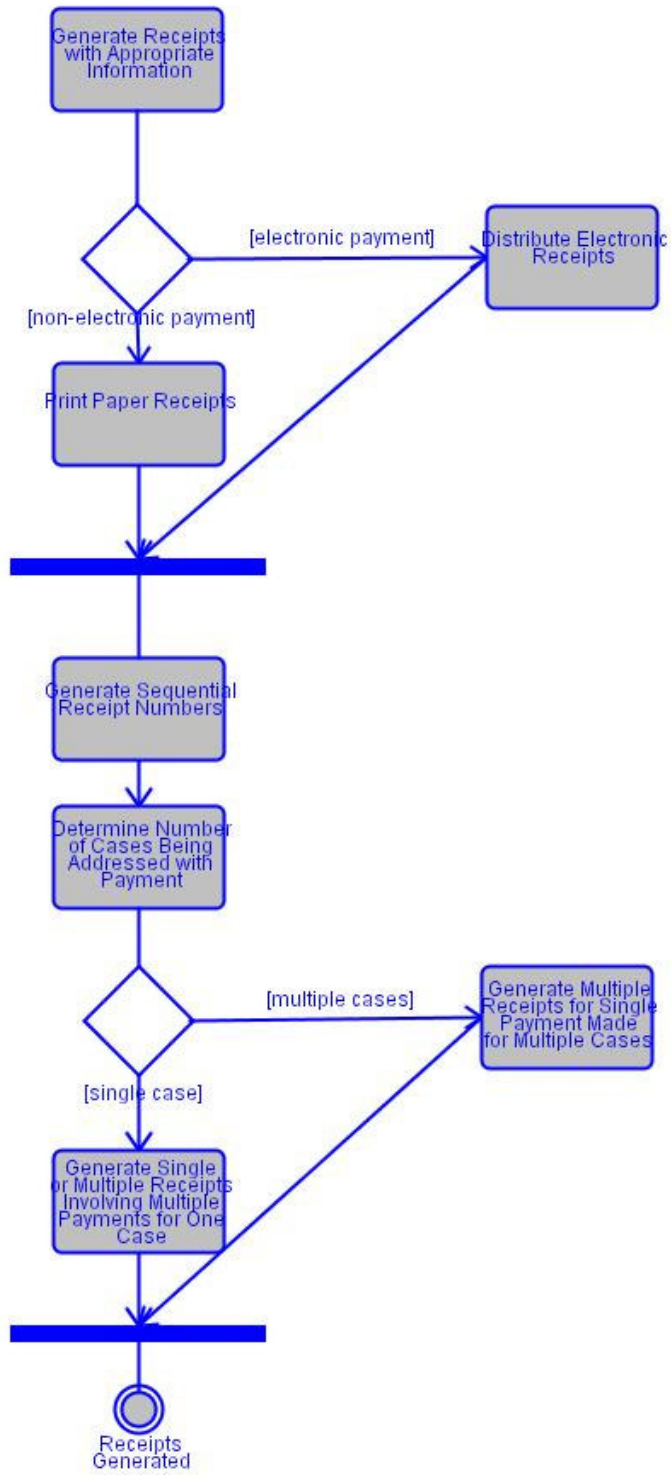 Generate Receipts
with Appropriate
Information
[electronic payment]
Distribute Electronic
Receipts
[non-electronic payment]
Print Paper Receipts
Generate Sequential
Receipt Numbers
Determine Number
of Cases Being
Addressed with
Payment
[multiple cases]
Generate Multiple
Receipts for Single
Payment Made
for Multiple Cases
[single case]
Generate Single
or Multiple Receipts
Involving Multiple
Payments for One
Case
Receipts
Generated